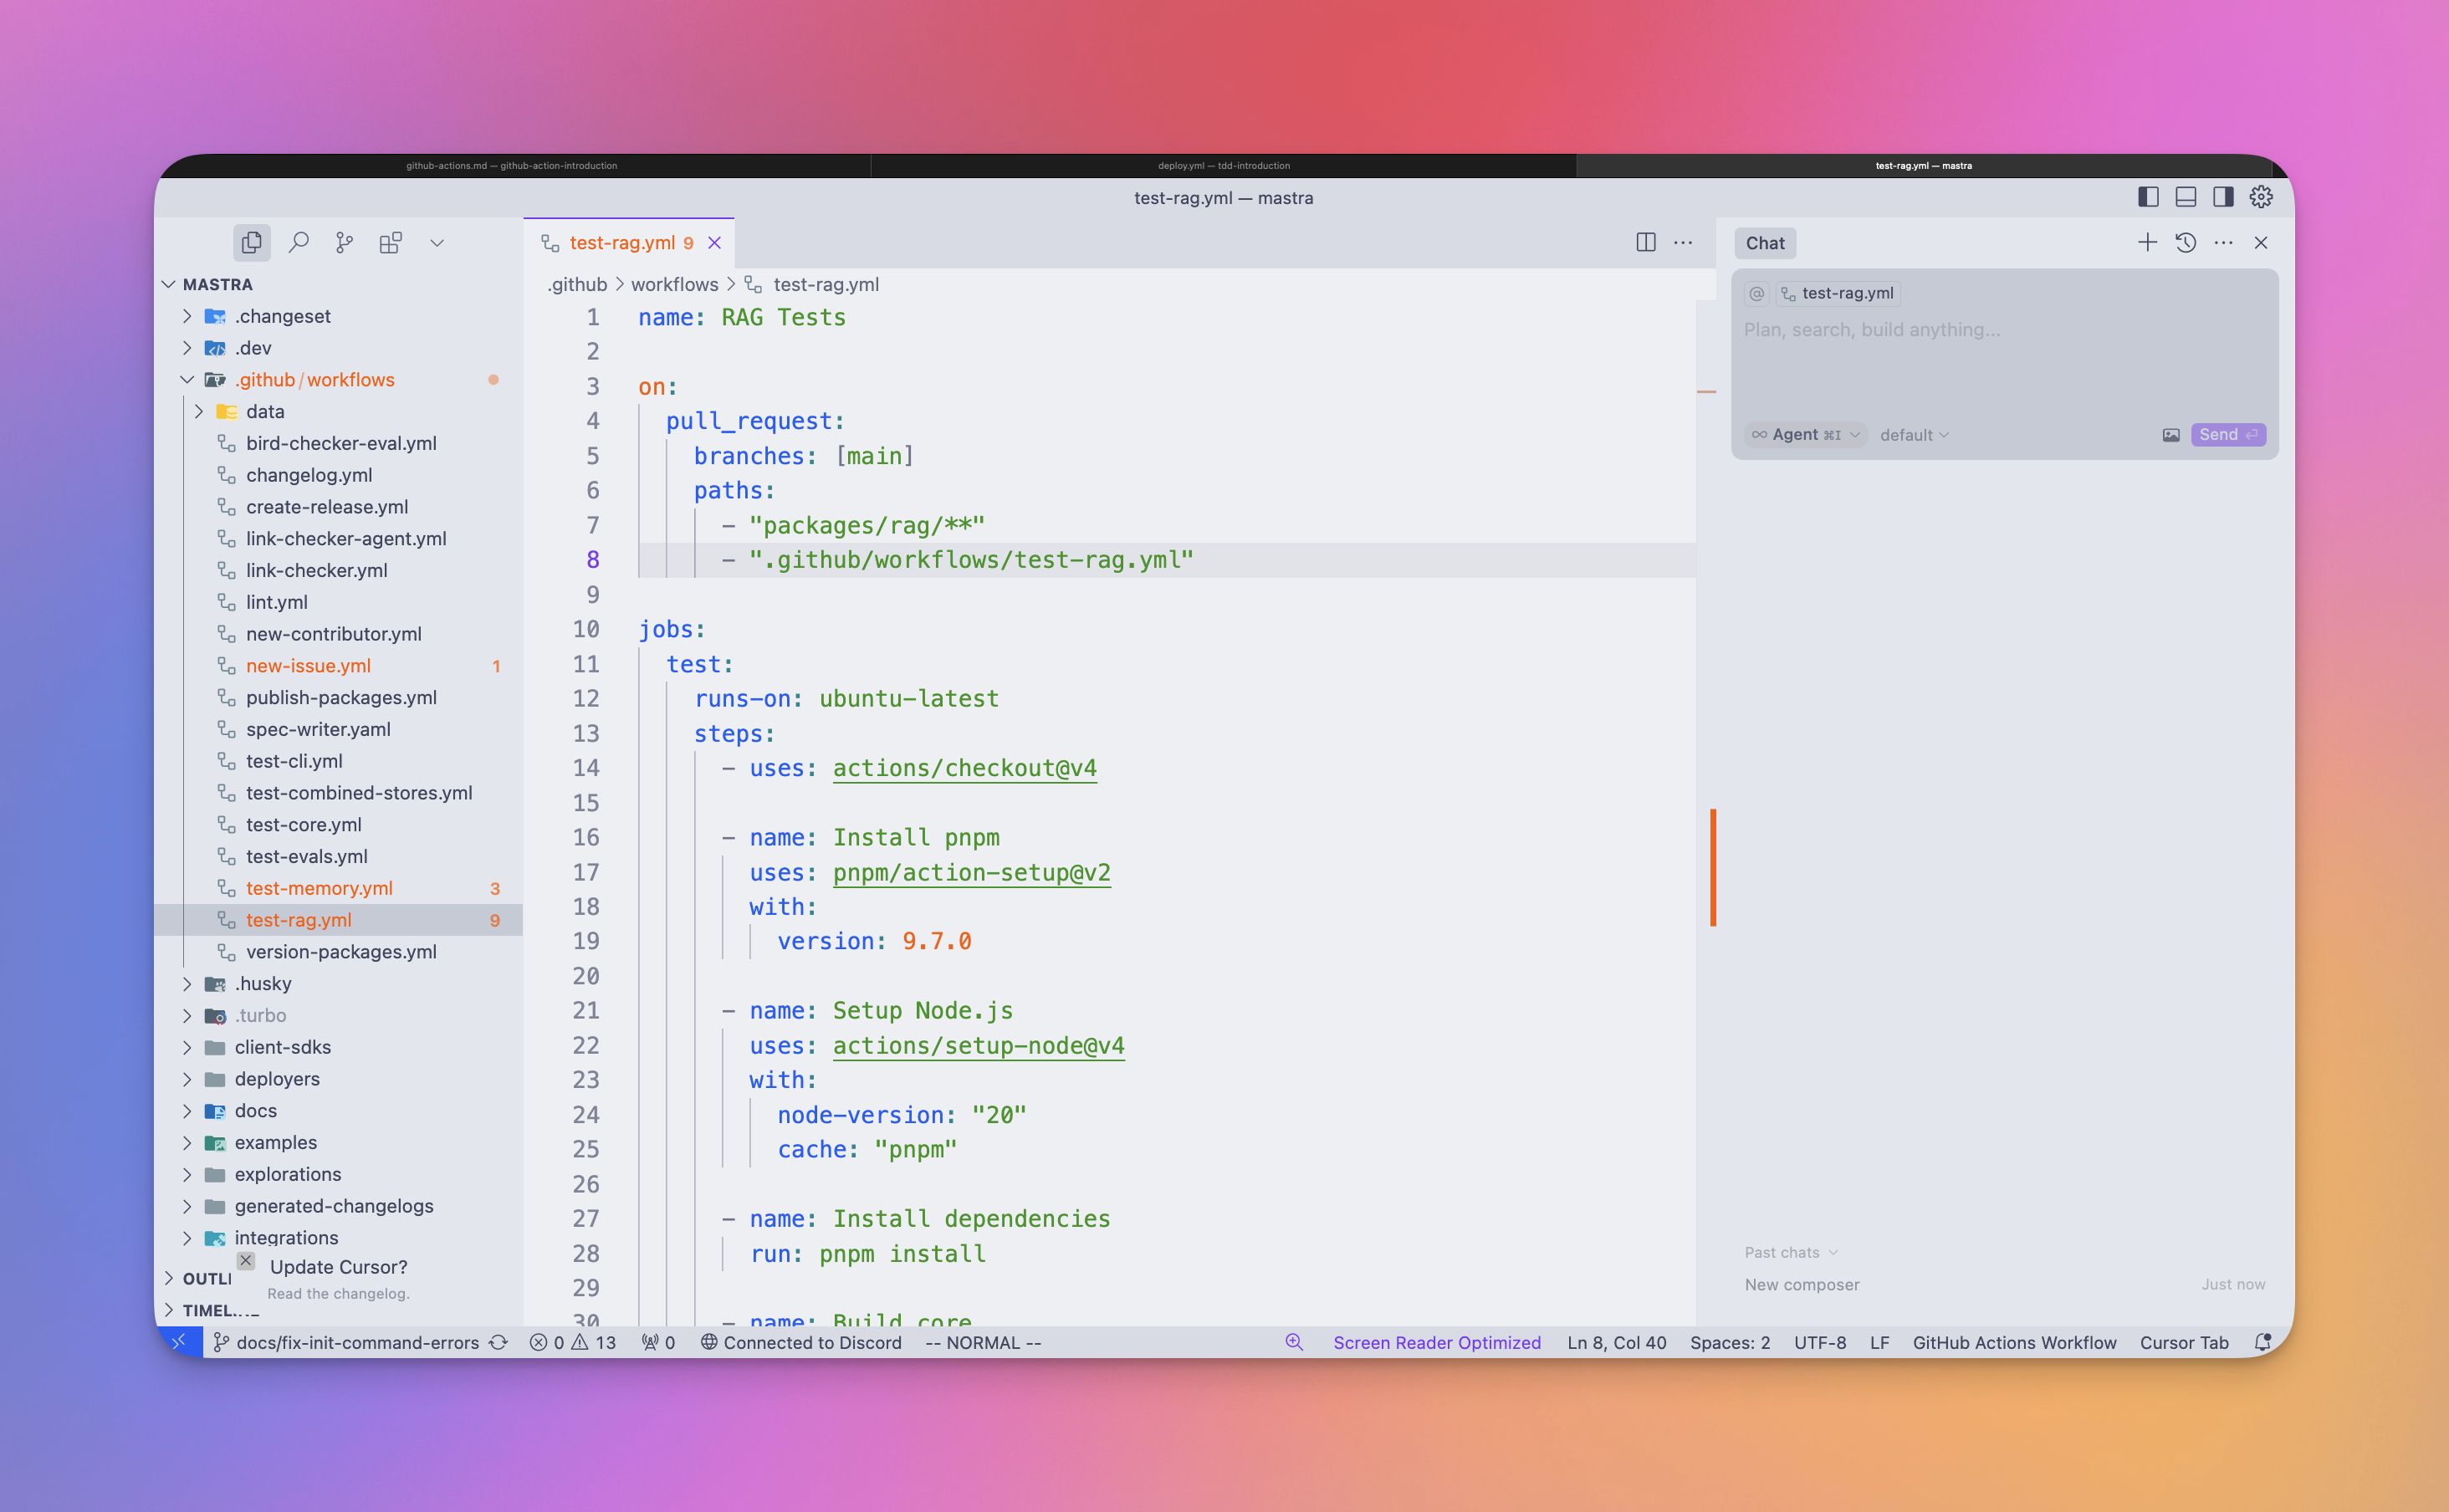 github-actions.md — github-action-introduction
deploy.yml — tdd-introduction
test-rag.yml — mastra
test-rag.yml — mastra
MASTRA
.changeset
.dev
.github/workflows
data
bird-checker-eval.yml
changelog.yml
create-release.yml
link-checker-agent.yml
link-checker.yml
lint.yml
new-contributor.yml
new-issue.yml 1
publish-packages.yml
spec-writer.yaml
test-cli.yml
test-combined-stores.yml
test-core.yml
test-evals.yml
test-memory.yml 3
test-rag.yml 9
version-packages.yml
.husky
.turbo
client-sdks
deployers
docs
examples
explorations
generated-changelogs
integrations
Update Cursor?
OUTLI
Read the changelog.
TIMEL
test-rag.yml 9
.github > workflows > test-rag.yml
1 name: RAG Tests
2
3 on:
4 pull_request:
5 branches: [main]
6 paths:
7 - "packages/rag/**"
8 - ".github/workflows/test-rag.yml"
9
10 jobs:
11 test:
12 runs-on: ubuntu-latest
13 steps:
14 - uses: actions/checkout@v4
15
16 - name: Install pnpm
17 uses: pnpm/action-setup@v2
18 with:
19 version: 9.7.0
20
21 - name: Setup Node.js
22 uses: actions/setup-node@v4
23 with:
24 node-version: "20"
25 cache: "pnpm"
26
27 - name: Install dependencies
28 run: pnpm install
29
30 - name: Build core
Chat
@ test-rag.yml
Plan, search, build anything...
∞ Agent ⌘I default Send
Past chats
New composer Just now
docs/fix-init-command-errors 0 13 0 Connected to Discord -- NORMAL -- Screen Reader Optimized Ln 8, Col 40 Spaces: 2 UTF-8 LF GitHub Actions Workflow Cursor Tab